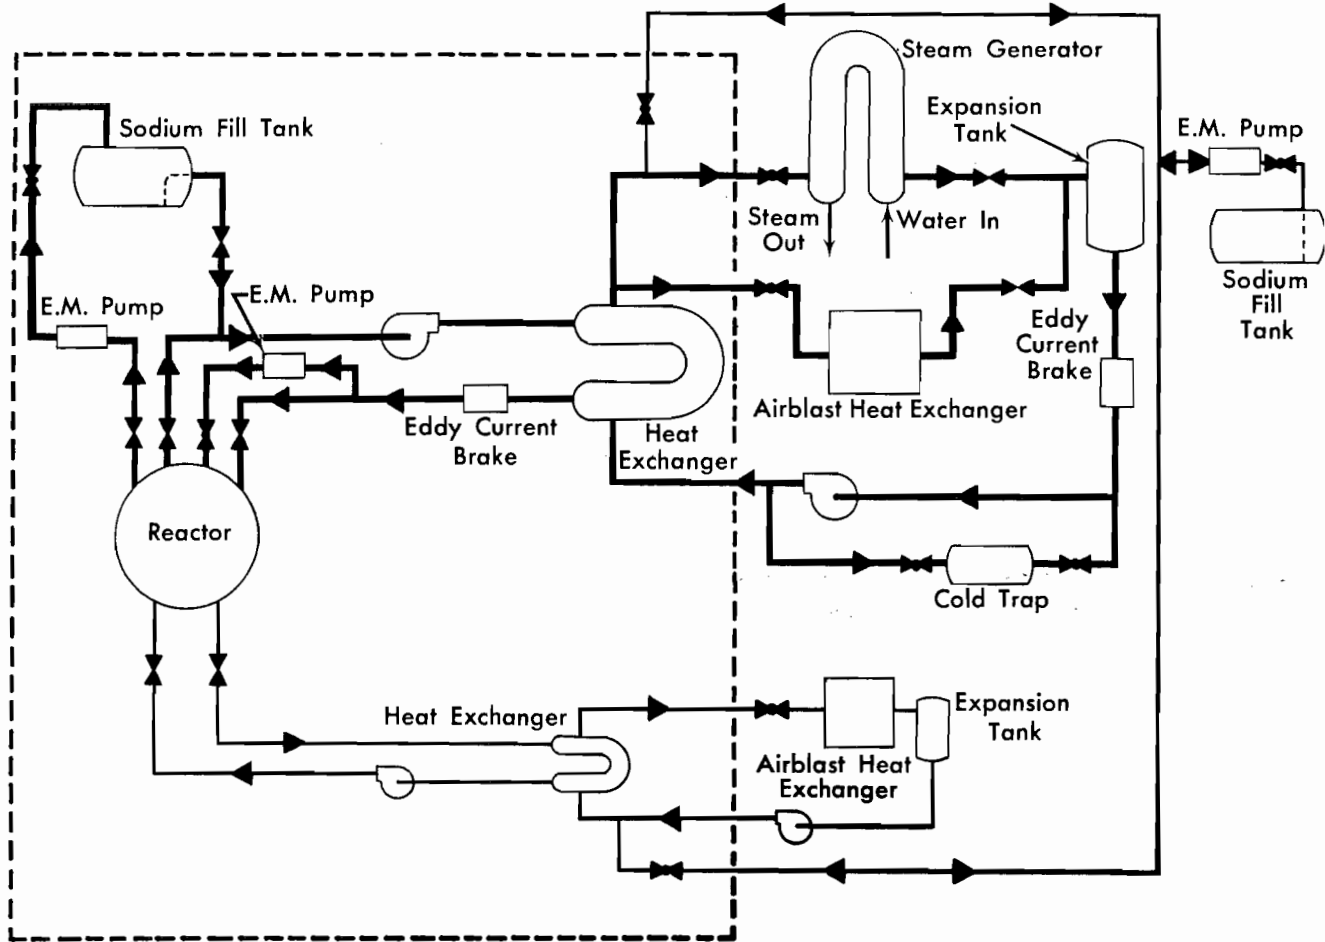 Steam Generator
Expansion
Tank
E.M. Pump
Sodium Fill Tank
Steam
Out
Water In
Sodium
Fill
Tank
E.M. Pump
E.M. Pump
Eddy
Current
Brake
Airblast Heat Exchanger
Eddy Current
Brake
Heat
Exchanger
Reactor
Cold Trap
Heat Exchanger
Expansion
Tank
Airblast Heat
Exchanger